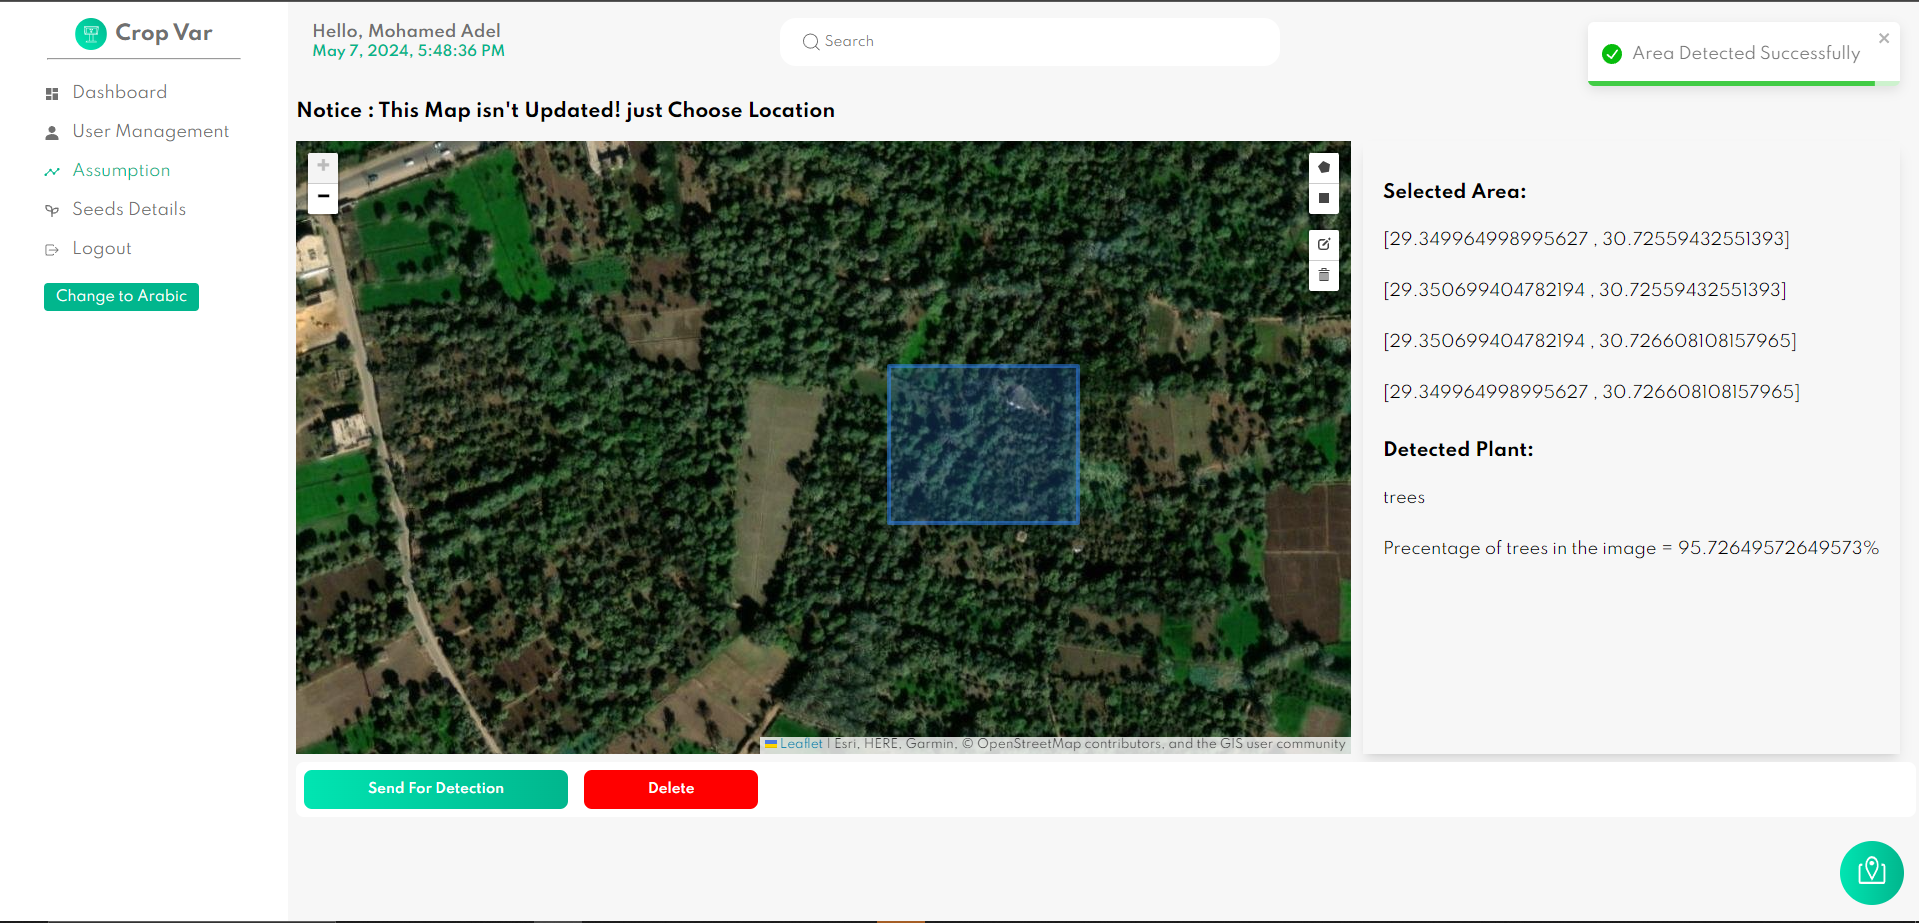 Crop Var
Dashboard
User Management
Assumption
Seeds Details
Logout
Change to Arabic
Hello, Mohamed Adel
May 7, 2024, 5:48:36 PM
Search
Area Detected Successfully
Notice : This Map isn't Updated! just Choose Location
+
−
Leaflet | Esri, HERE, Garmin, © OpenStreetMap contributors, and the GIS user community
Selected Area:
[29.349964998995627 , 30.72559432551393]
[29.350699404782194 , 30.72559432551393]
[29.350699404782194 , 30.726608108157965]
[29.349964998995627 , 30.726608108157965]
Detected Plant:
trees
Precentage of trees in the image = 95.72649572649573%
Send For Detection
Delete